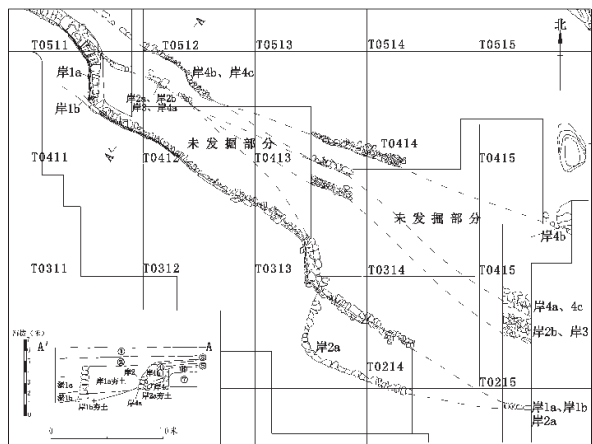 A
T0511
T0512
T0513
T0514
T0515
北
岸1a
岸4b、岸4c
岸2a、岸2b
岸3、岸4a
岸1b
A'
未发掘部分
T0411
T0412
T0413
T0414
T0415
未发掘部分
岸4b
T0311
T0312
T0313
T0314
T0415
岸4a、4c
岸2b、岸3
岸2a
T0214
T0215
岸1a、岸1b
岸2a
A'
A
岸2
岸1a夯土
岸1b夯土
岸4a
岸2a夯土
⑦
0
10米